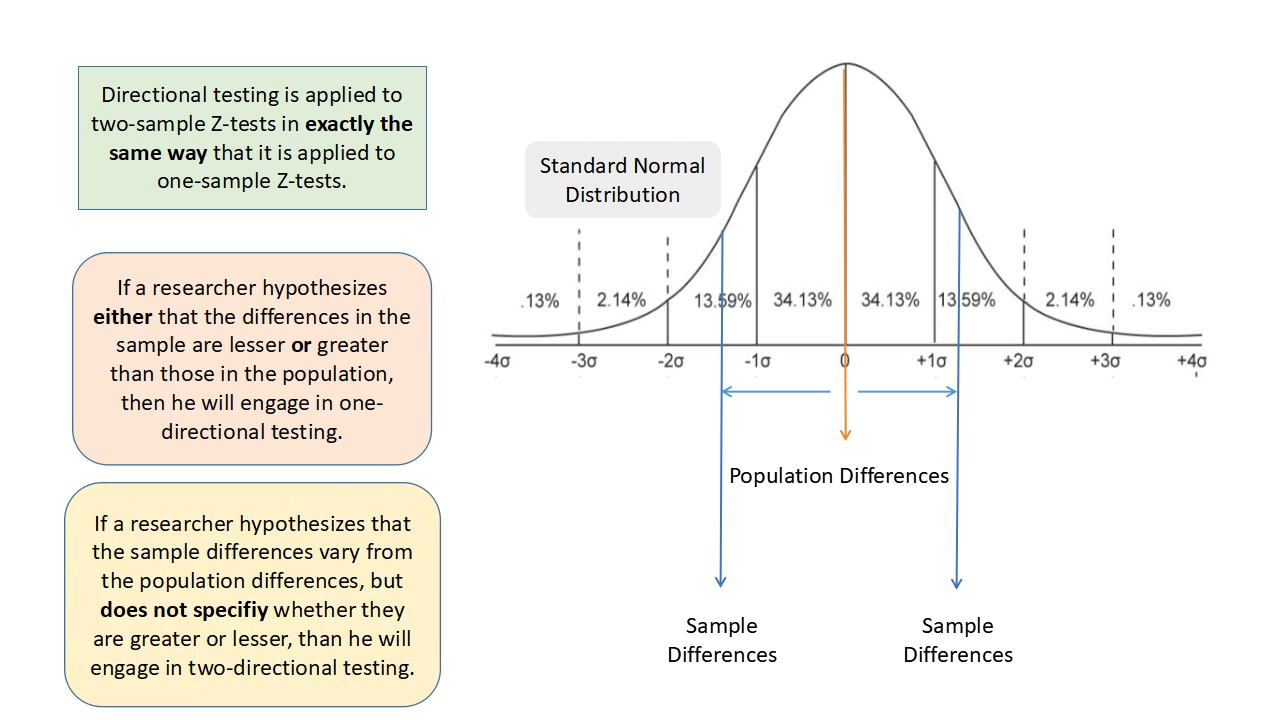 Directional testing is applied to
two-sample Z-tests in exactly the
same way that it is applied to
one-sample Z-tests.
If a researcher hypothesizes
either that the differences in the
sample are lesser or greater
than those in the population,
then he will engage in one-
directional testing.
If a researcher hypothesizes that
the sample differences vary from
the population differences, but
does not specifiy whether they
are greater or lesser, than he will
engage in two-directional testing.
Standard Normal
Distribution
.13% 2.14% 13.59% 34.13% 34.13% 13.59% 2.14% .13%
-4σ -3σ -2σ -1σ 0 +1σ +2σ +3σ +4σ
Population Differences
Sample
Differences
Sample
Differences